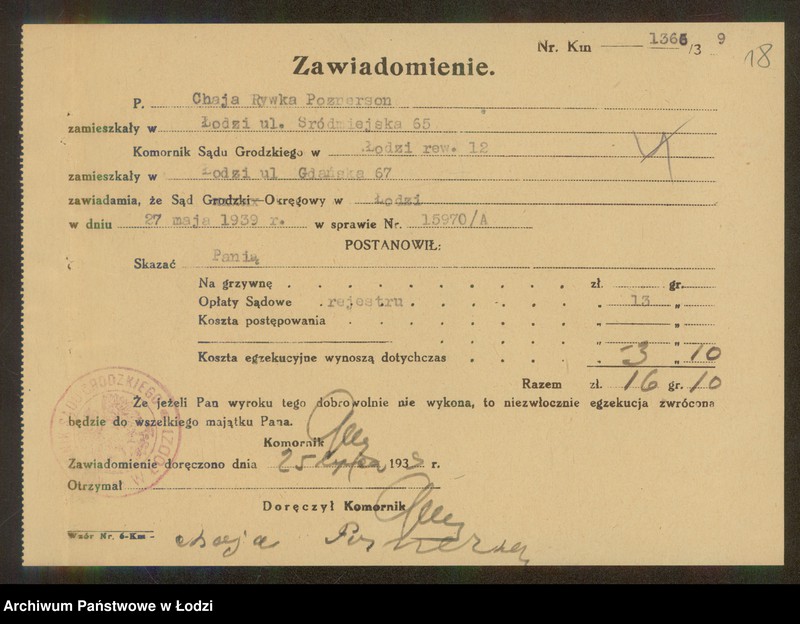 Nr. Km 1366/39
18
Zawiadomienie.
P. Chaja Rywka Poznerson
zamieszkały w Łodzi ul. Śródmiejska 65
Komornik Sądu Grodzkiego w Łodzi rew. 12
zamieszkały w Łodzi ul Gdańska 67
zawiadamia, że Sąd Grodzki-Okręgowy w Łodzi
w dniu 27 maja 1939 r. w sprawie Nr. 15970/A
POSTANOWIŁ:
Skazać Panią
Na grzywnę zł. gr.
Opłaty Sądowe rejestru „ 13 „
Koszta postępowania „ „
„ „
Koszta egzekucyjne wynoszą dotychczas „ 3 „ 10
Razem zł. 16 gr. 10
Że jeżeli Pan wyroku tego dobrowolnie nie wykona, to niezwłocznie egzekucja zwrócona
będzie do wszelkiego majątku Pana.
Komornik
Zawiadomienie doręczono dnia 25 lipca 1939 r.
Otrzymał
Doręczył Komornik
Wzór Nr. 6-Km -
Chaja
Archiwum Państwowe w Łodzi